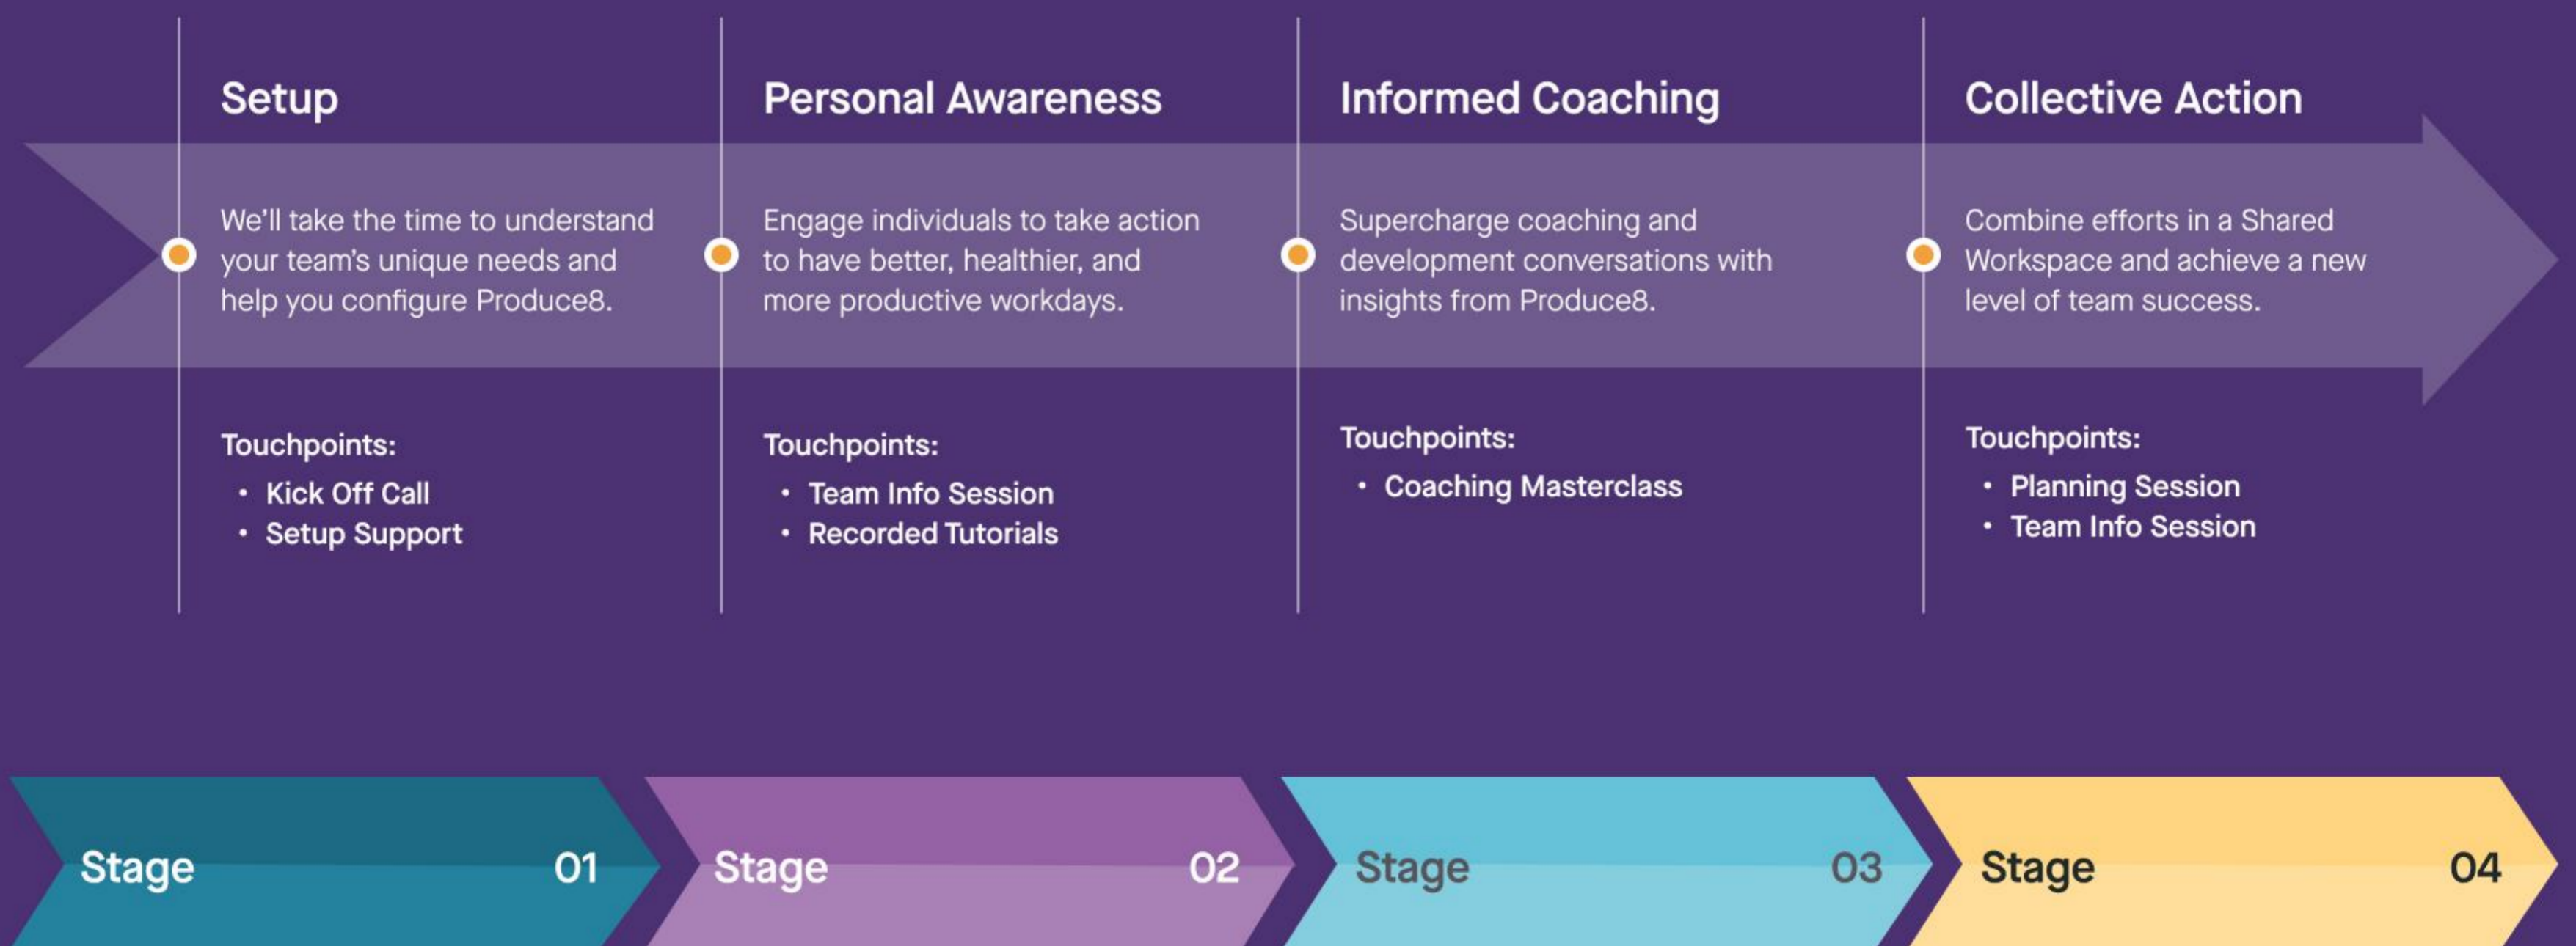 Setup
We'll take the time to understand
your team's unique needs and
help you configure Produce8.
Touchpoints:
• Kick Off Call
• Setup Support
Personal Awareness
Engage individuals to take action
to have better, healthier, and
more productive workdays.
Touchpoints:
• Team Info Session
• Recorded Tutorials
Informed Coaching
Supercharge coaching and
development conversations with
insights from Produce8.
Touchpoints:
• Coaching Masterclass
Collective Action
Combine efforts in a Shared
Workspace and achieve a new
level of team success.
Touchpoints:
• Planning Session
• Team Info Session
Stage 01
Stage 02
Stage 03
Stage 04